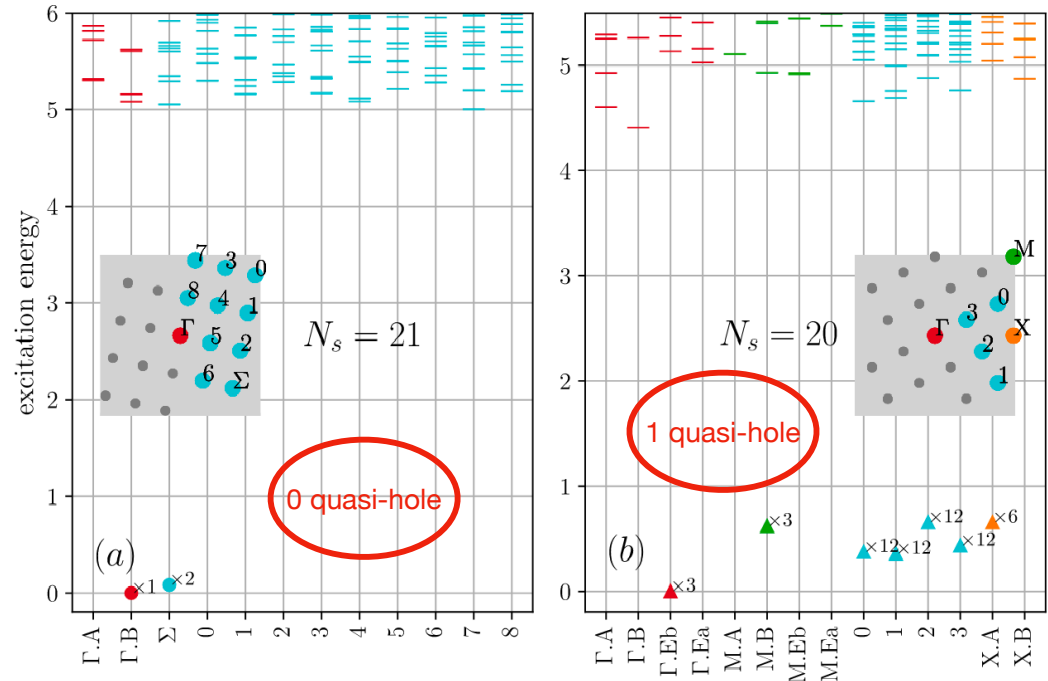 excitation energy
6
5
4
3
2
1
0
7
3
0
8
4
1
Γ
5
2
6
Σ
N_s = 21
0 quasi-hole
(a)
×1
×2
Γ.A
Γ.B
Σ
0
1
2
3
4
5
6
7
8
5
4
3
2
1
0
M
0
3
Γ
X
2
1
N_s = 20
1 quasi-hole
(b)
×3
×3
×12
×12
×12
×12
×6
Γ.A
Γ.B
Γ.Eb
Γ.Ea
M.A
M.B
M.Eb
M.Ea
0
1
2
3
X.A
X.B